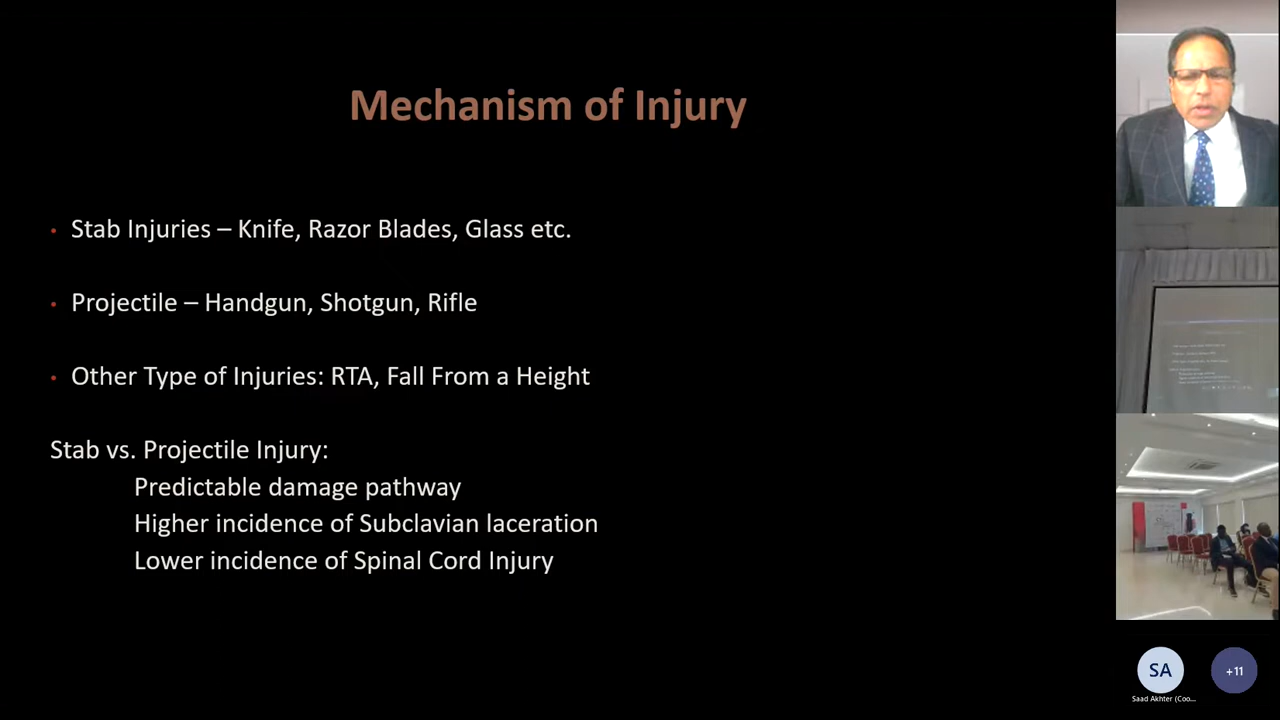 Mechanism of Injury
• Stab Injuries – Knife, Razor Blades, Glass etc.
• Projectile – Handgun, Shotgun, Rifle
• Other Type of Injuries: RTA, Fall From a Height
Stab vs. Projectile Injury:
Predictable damage pathway
Higher incidence of Subclavian laceration
Lower incidence of Spinal Cord Injury
SA
+11
Saad Akhter (Coo...